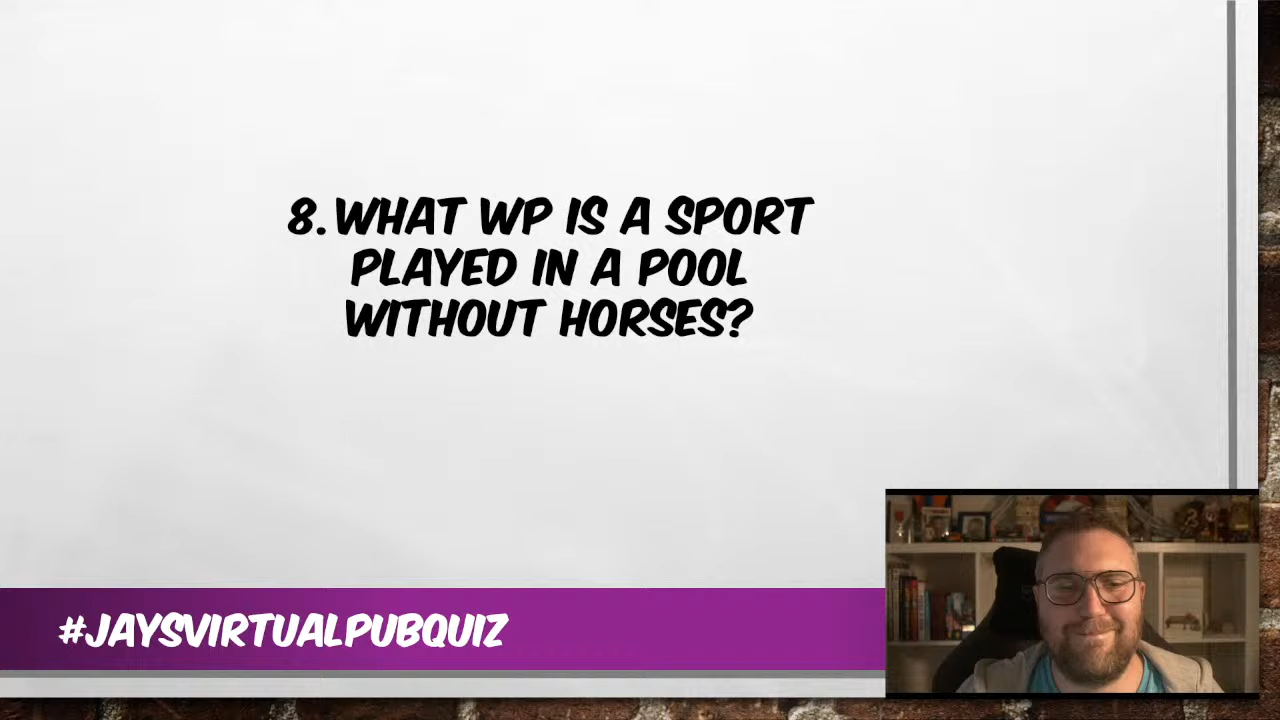 8. WHAT WP IS A SPORT
PLAYED IN A POOL
WITHOUT HORSES?
#JAYSVIRTUALPUBQUIZ